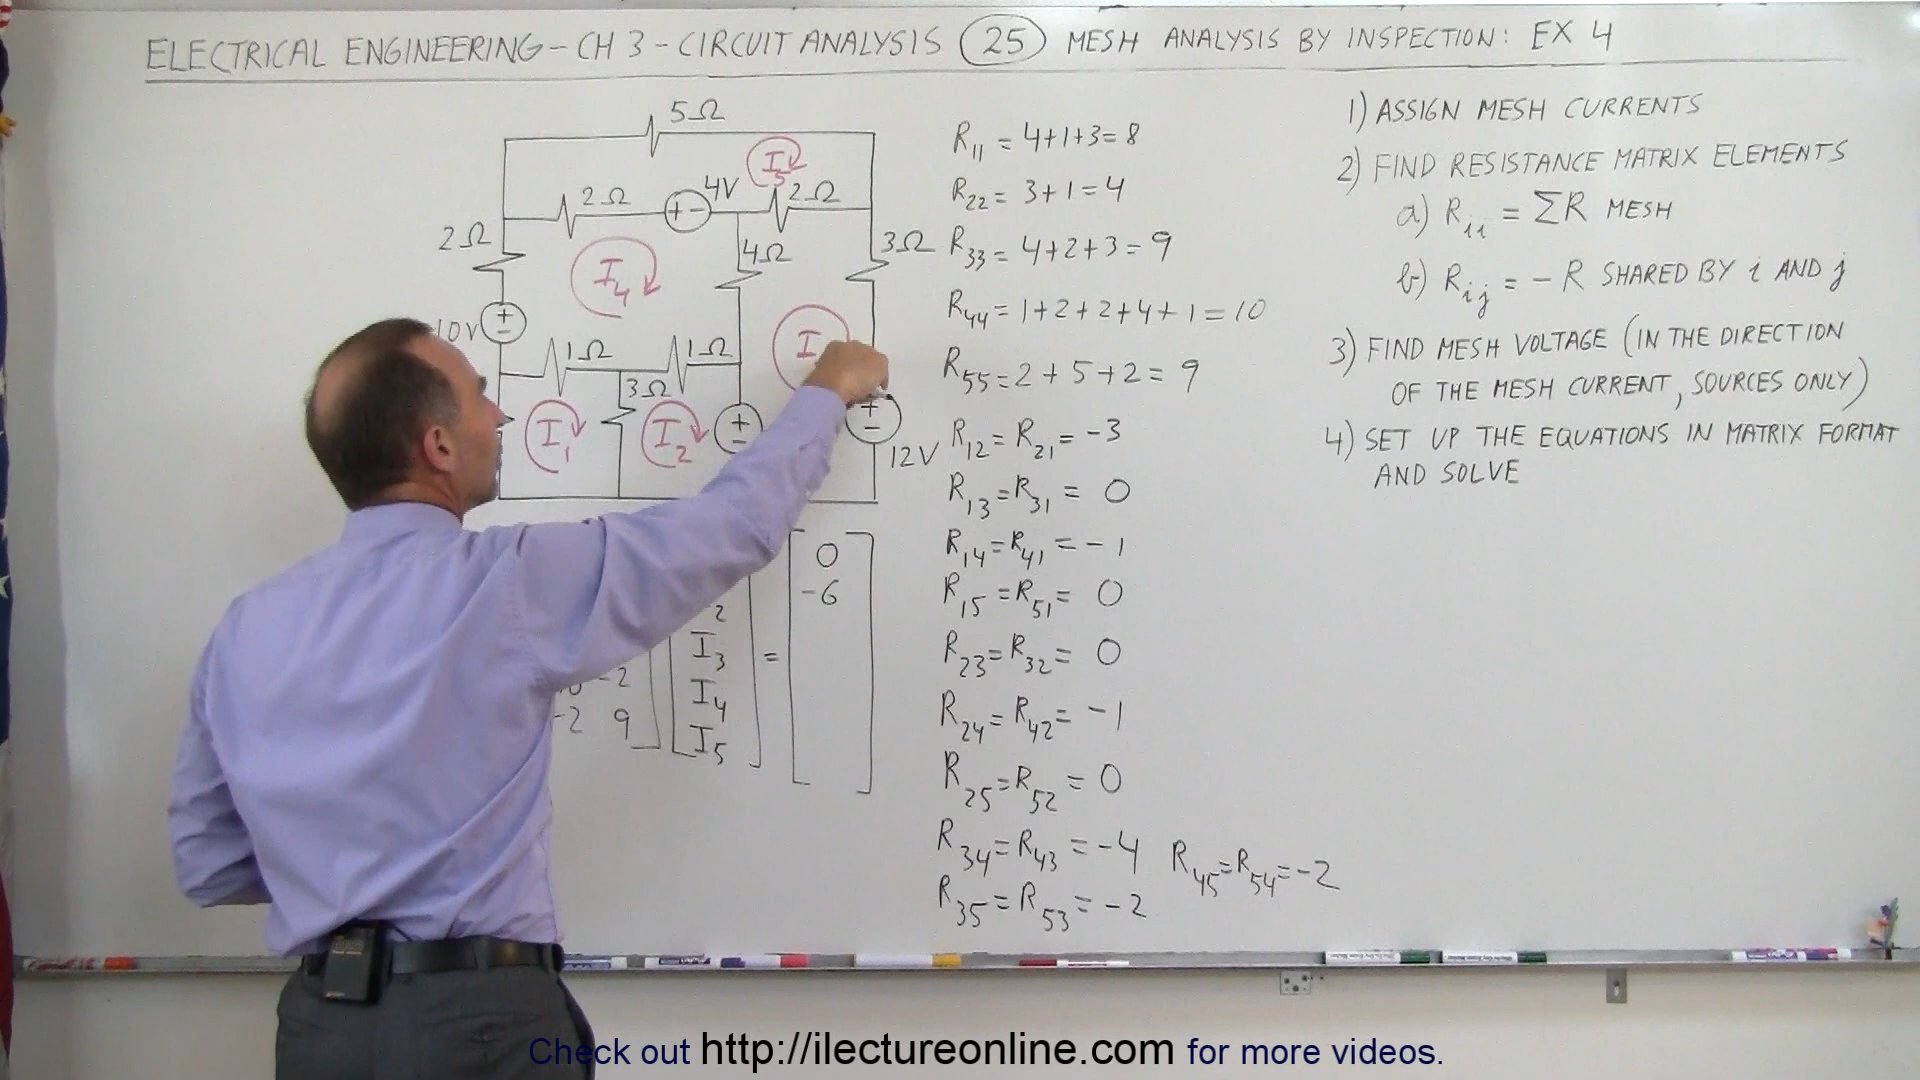 ELECTRICAL ENGINEERING - CH 3 - CIRCUIT ANALYSIS 25 MESH ANALYSIS BY INSPECTION: EX 4
5Ω
I5
2Ω 4V 2Ω
2Ω 4Ω 3Ω
I4
10V
1Ω 1Ω I
3Ω
I1 I2
12V
0
-6
I3 =
-2 I4
-2 9 I5
R11 = 4+1+3=8
R22 = 3+1=4
R33 = 4+2+3=9
R44 = 1+2+2+4+1=10
R55 = 2+5+2=9
R12 = R21 = -3
R13 = R31 = 0
R14 = R41 = -1
R15 = R51 = 0
R23 = R32 = 0
R24 = R42 = -1
R25 = R52 = 0
R34 = R43 = -4
R45 = R54 = -2
R35 = R53 = -2
1) ASSIGN MESH CURRENTS
2) FIND RESISTANCE MATRIX ELEMENTS
a) Rii = ΣR MESH
b) Rij = -R SHARED BY i AND j
3) FIND MESH VOLTAGE (IN THE DIRECTION
OF THE MESH CURRENT, SOURCES ONLY)
4) SET UP THE EQUATIONS IN MATRIX FORMAT
AND SOLVE
Check out http://ilectureonline.com for more videos.